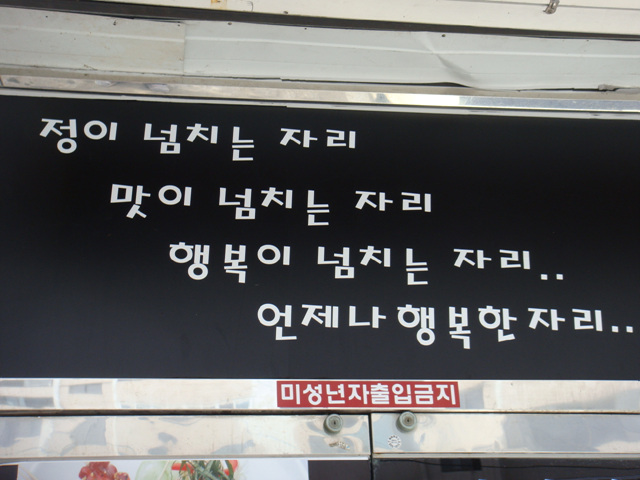 정이 넘치는 자리
맛이 넘치는 자리
행복이 넘치는 자리..
언제나 행복한 자리..
미성년자출입금지